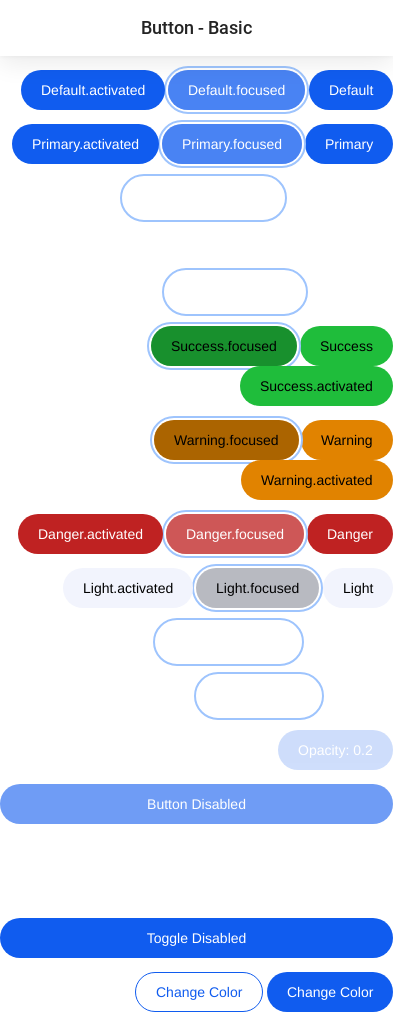 Button - Basic
Default.activated Default.focused Default
Primary.activated Primary.focused Primary
Success.focused Success
Success.activated
Warning.focused Warning
Warning.activated
Danger.activated Danger.focused Danger
Light.activated Light.focused Light
Opacity: 0.2
Button Disabled
Toggle Disabled
Change Color Change Color